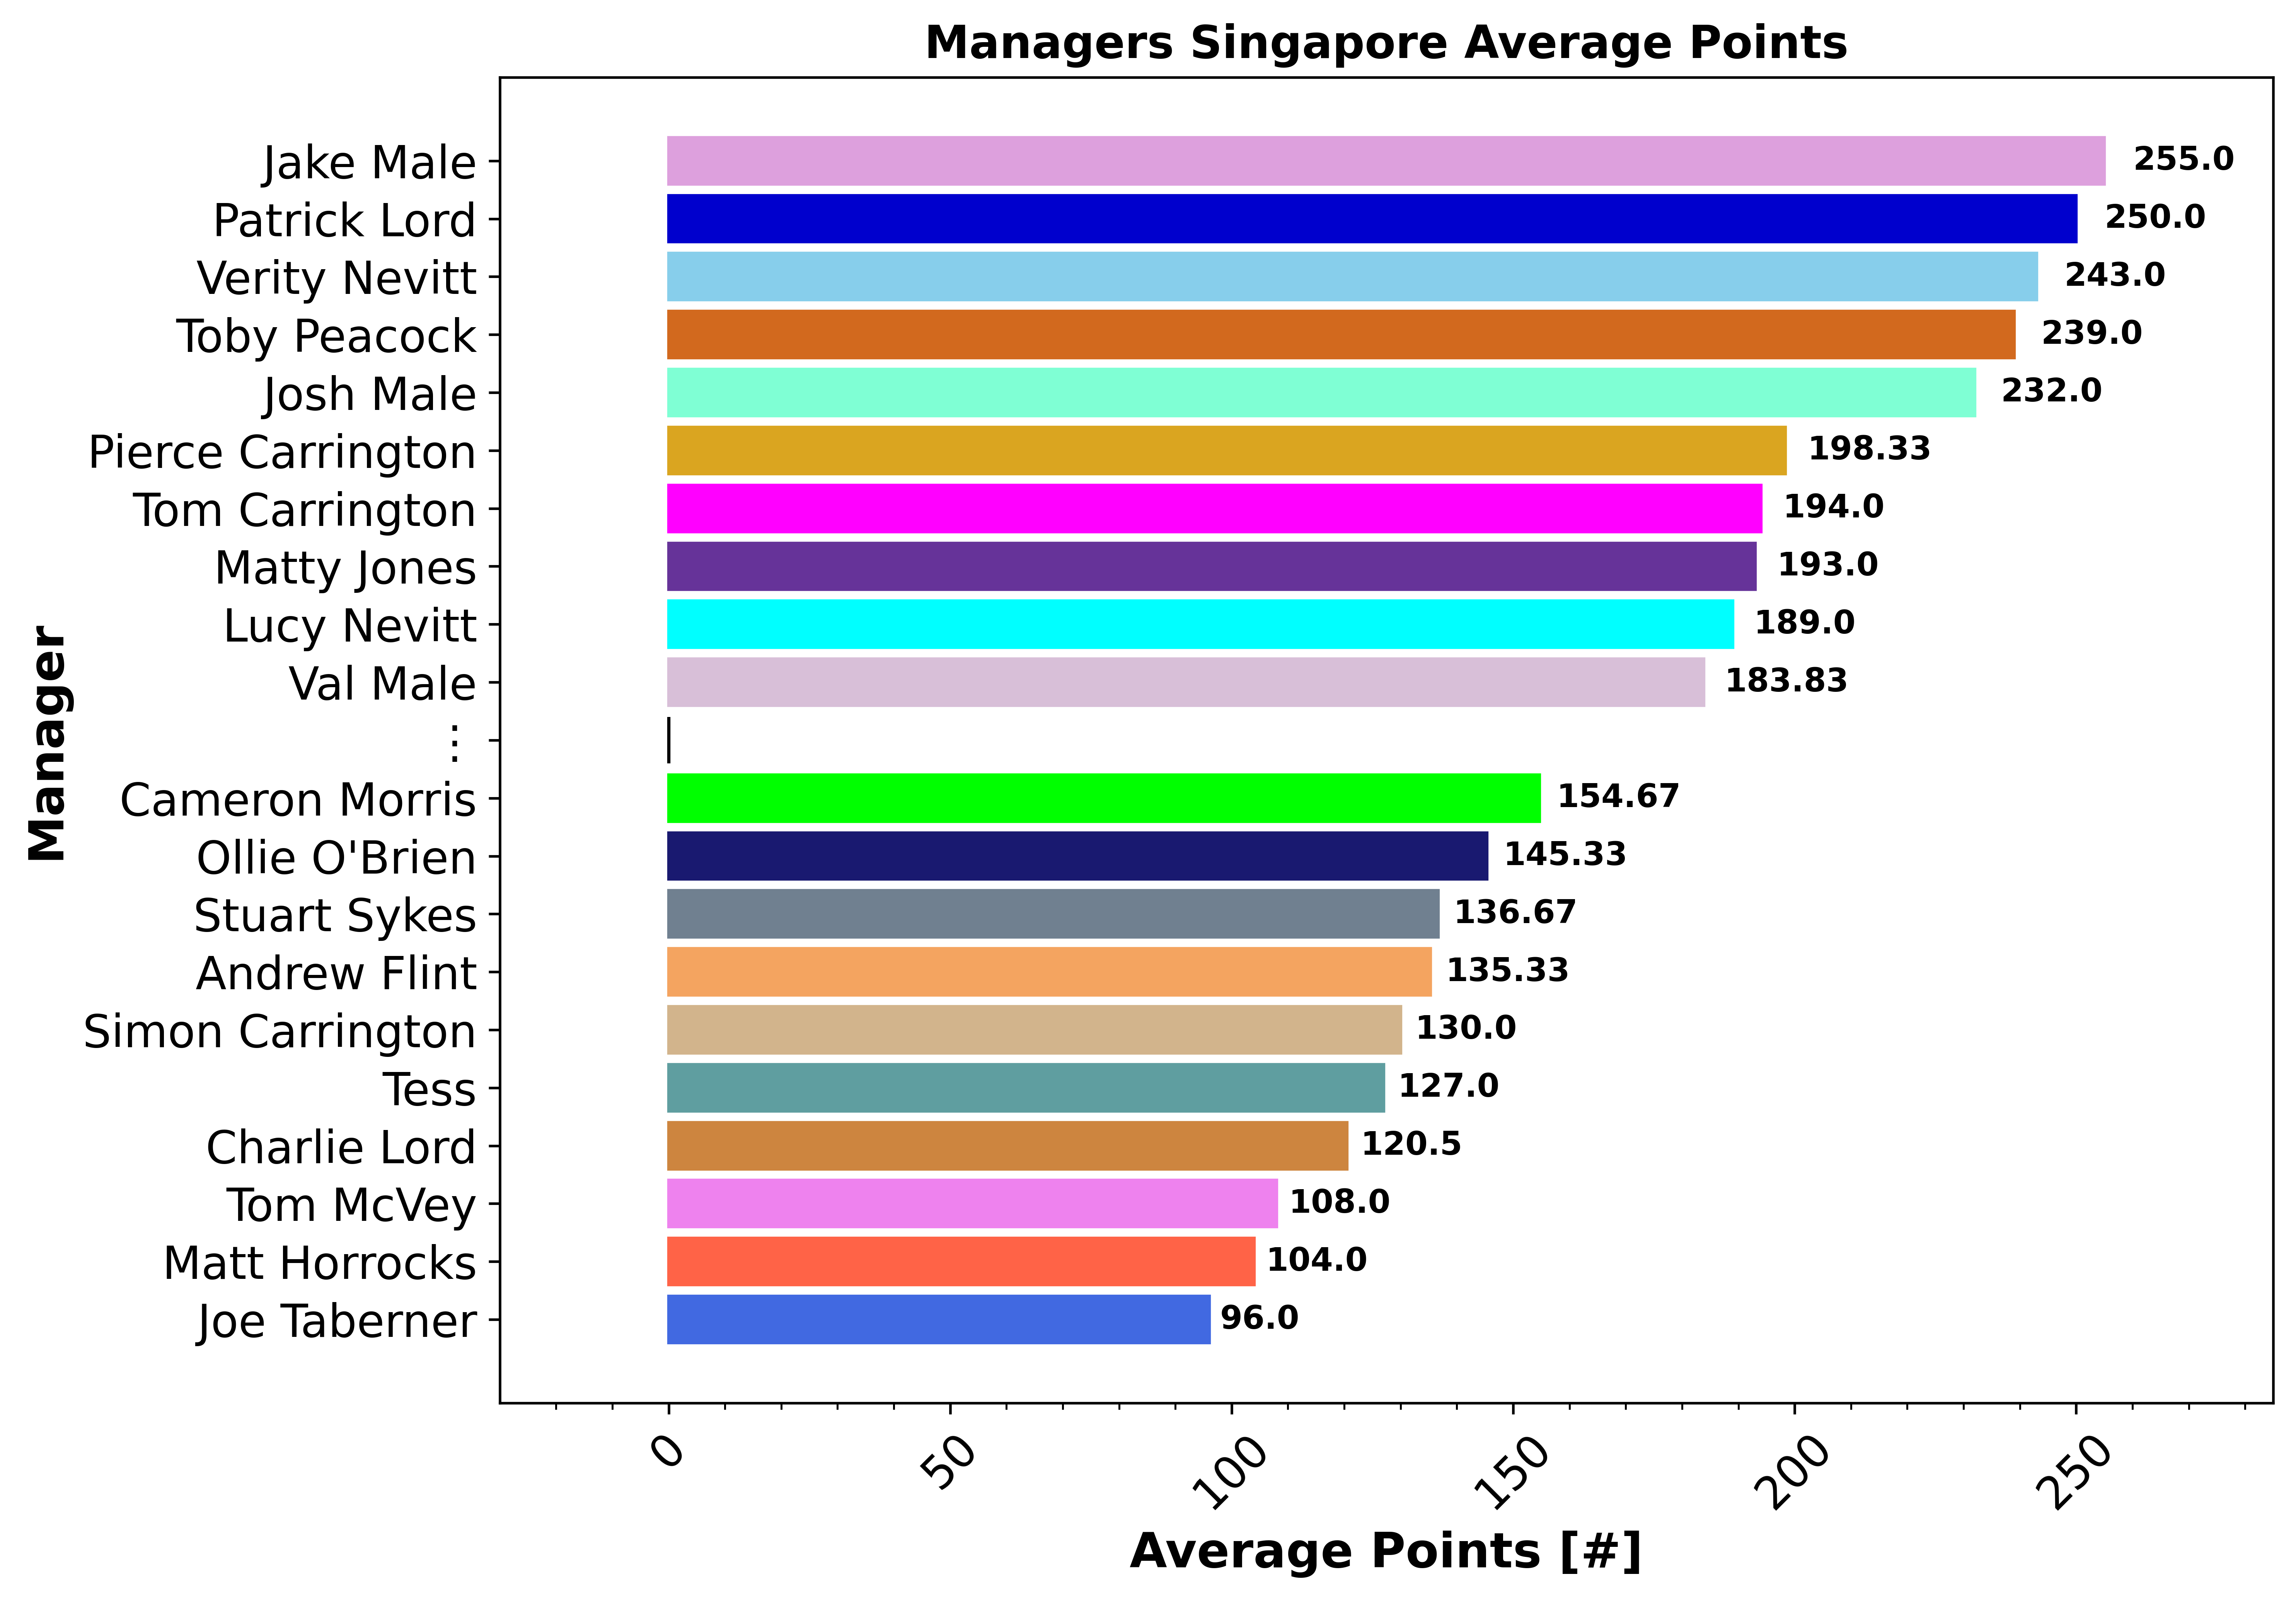 Managers Singapore Average Points
Jake Male 255.0
Patrick Lord 250.0
Verity Nevitt 243.0
Toby Peacock 239.0
Josh Male 232.0
Pierce Carrington 198.33
Tom Carrington 194.0
Matty Jones 193.0
Lucy Nevitt 189.0
Val Male 183.83
⋮
Cameron Morris 154.67
Ollie O'Brien 145.33
Stuart Sykes 136.67
Andrew Flint 135.33
Simon Carrington 130.0
Tess 127.0
Charlie Lord 120.5
Tom McVey 108.0
Matt Horrocks 104.0
Joe Taberner 96.0
Manager
0 50 100 150 200 250
Average Points [#]